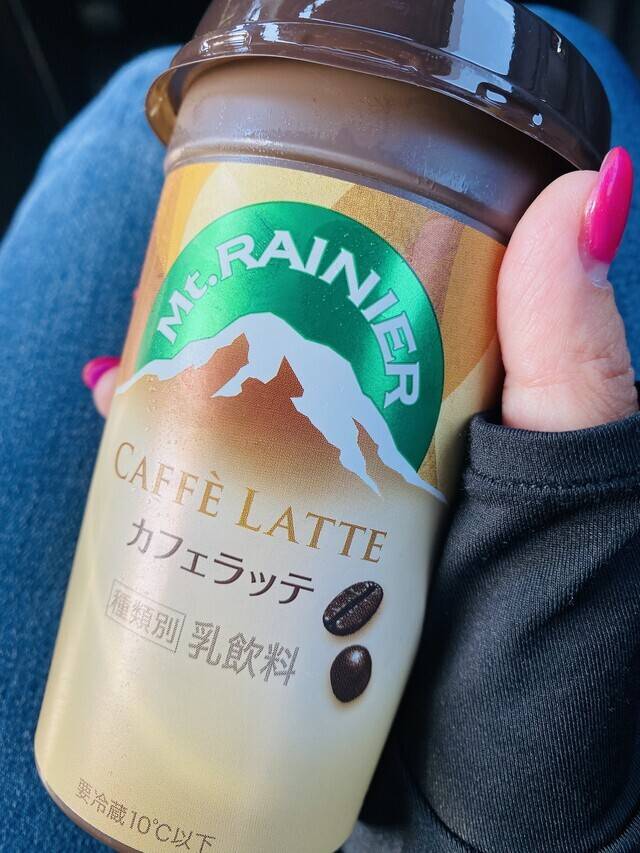 Mt. RAINIER
CAFFÈ LATTE
カフェラッテ
種類別 乳飲料
要冷蔵10℃以下